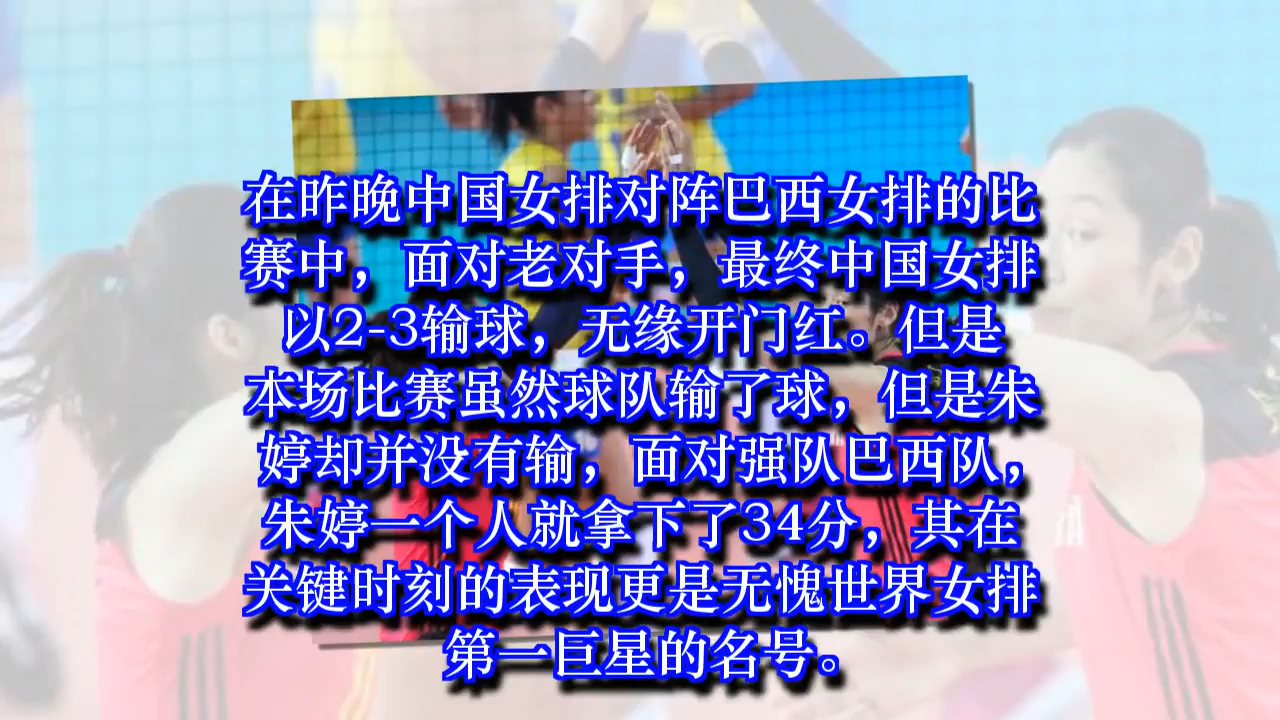 在昨晚中国女排对阵巴西女排的比
赛中，面对老对手，最终中国女排
以2-3输球，无缘开门红。但是
本场比赛虽然球队输了球，但是朱
婷却并没有输，面对强队巴西队，
朱婷一个人就拿下了34分，其在
关键时刻的表现更是无愧世界女排
第一巨星的名号。